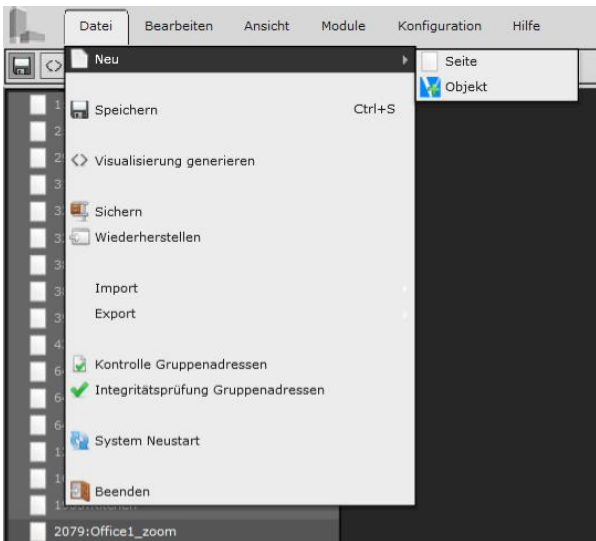 Datei Bearbeiten Ansicht Module Konfiguration Hilfe
Neu
Seite
Objekt
Speichern Ctrl+S
Visualisierung generieren
Sichern
Wiederherstellen
Import
Export
Kontrolle Gruppenadressen
Integritätsprüfung Gruppenadressen
System Neustart
Beenden
2079:Office1_zoom